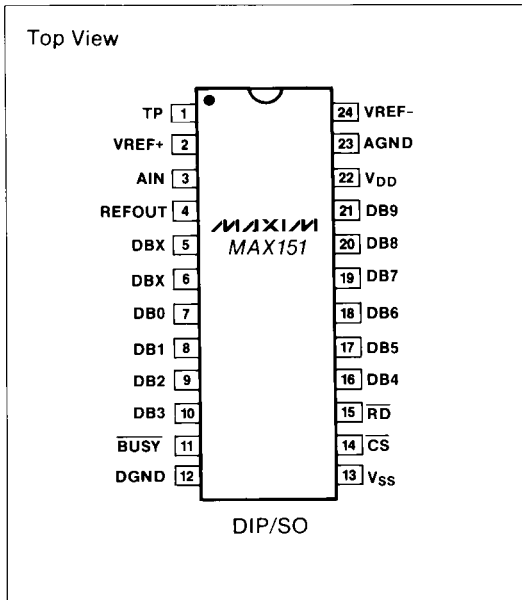 Top View
TP 1
VREF+ 2
AIN 3
REFOUT 4
DBX 5
DBX 6
DB0 7
DB1 8
DB2 9
DB3 10
BUSY 11
DGND 12
MAXIM
MAX151
24 VREF-
23 AGND
22 VDD
21 DB9
20 DB8
19 DB7
18 DB6
17 DB5
16 DB4
15 RD
14 CS
13 VSS
DIP/SO